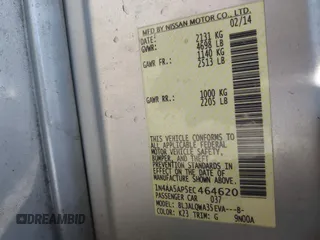 MFD BY NISSAN MOTOR CO., LTD.
DATE: 02/14
GVWR: 2131 KG
4698 LB
GAWR FR.: 1140 KG
2513 LB
GAWR RR.: 1000 KG
2205 LB
THIS VEHICLE CONFORMS TO ALL APPLICABLE FEDERAL MOTOR VEHICLE SAFETY, BUMPER, AND THEFT PREVENTION STANDARDS IN EFFECT ON THE DATE OF MANUFACTURE SHOWN ABOVE.
1N4AA5AP5EC464620
PASSENGER CAR 037
MODEL: BLJALQWA35EVA---B-
COLOR: K23 TRIM: G 9N00A